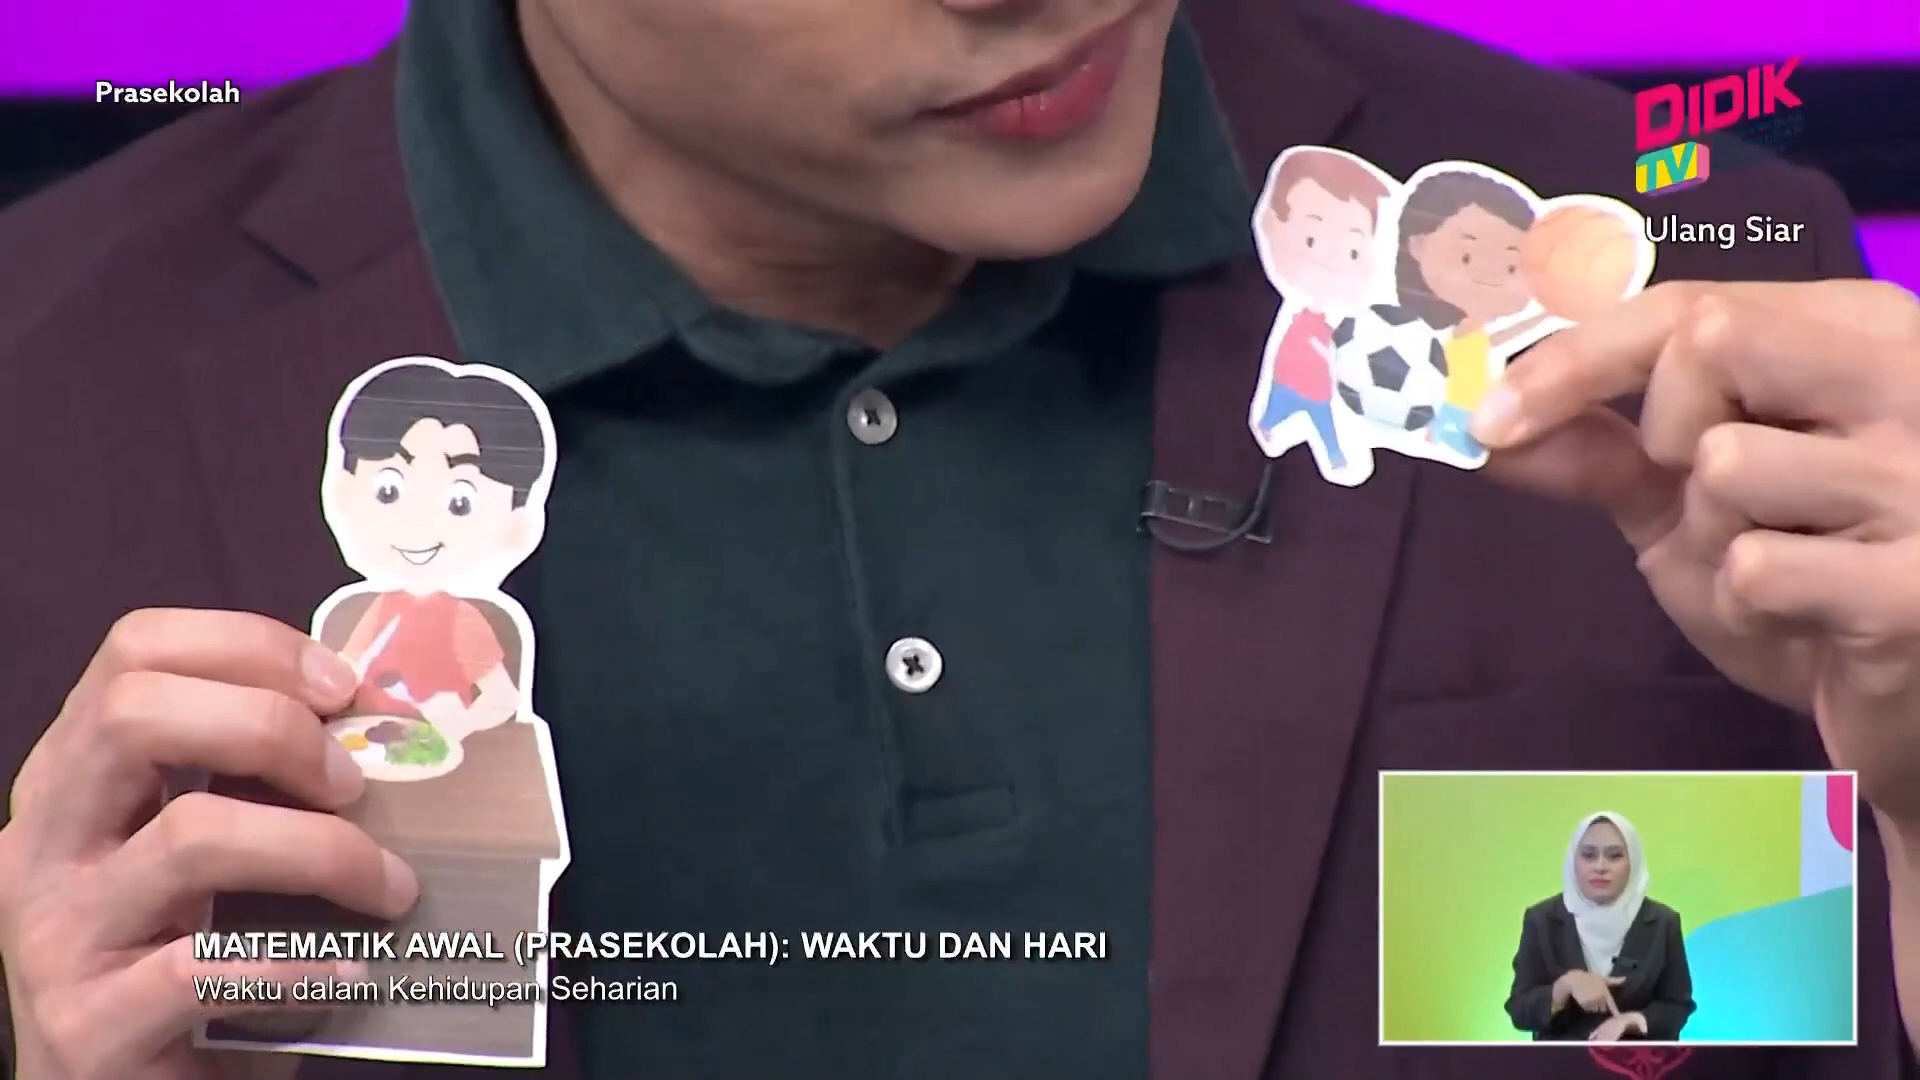 Prasekolah
DIDIK
TV
Ulang Siar
MATEMATIK AWAL (PRASEKOLAH): WAKTU DAN HARI
Waktu dalam Kehidupan Seharian